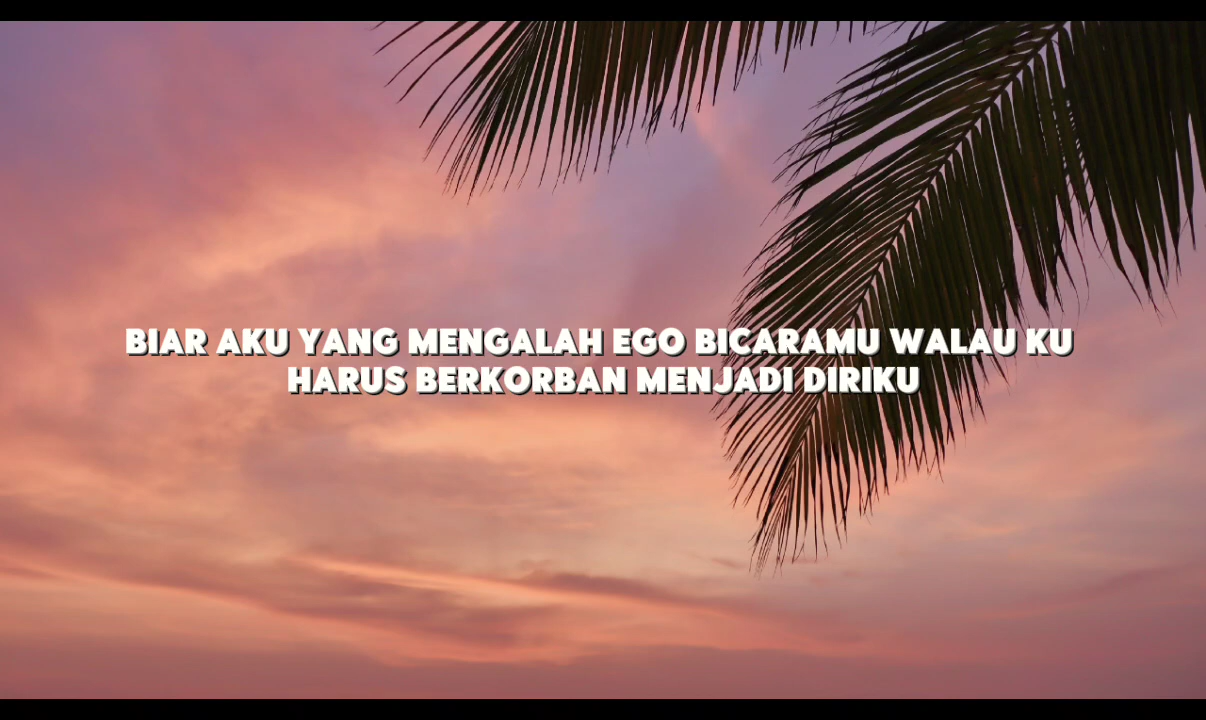 BIAR AKU YANG MENGALAH EGO BICARAMU WALAU KU
HARUS BERKORBAN MENJADI DIRIKU